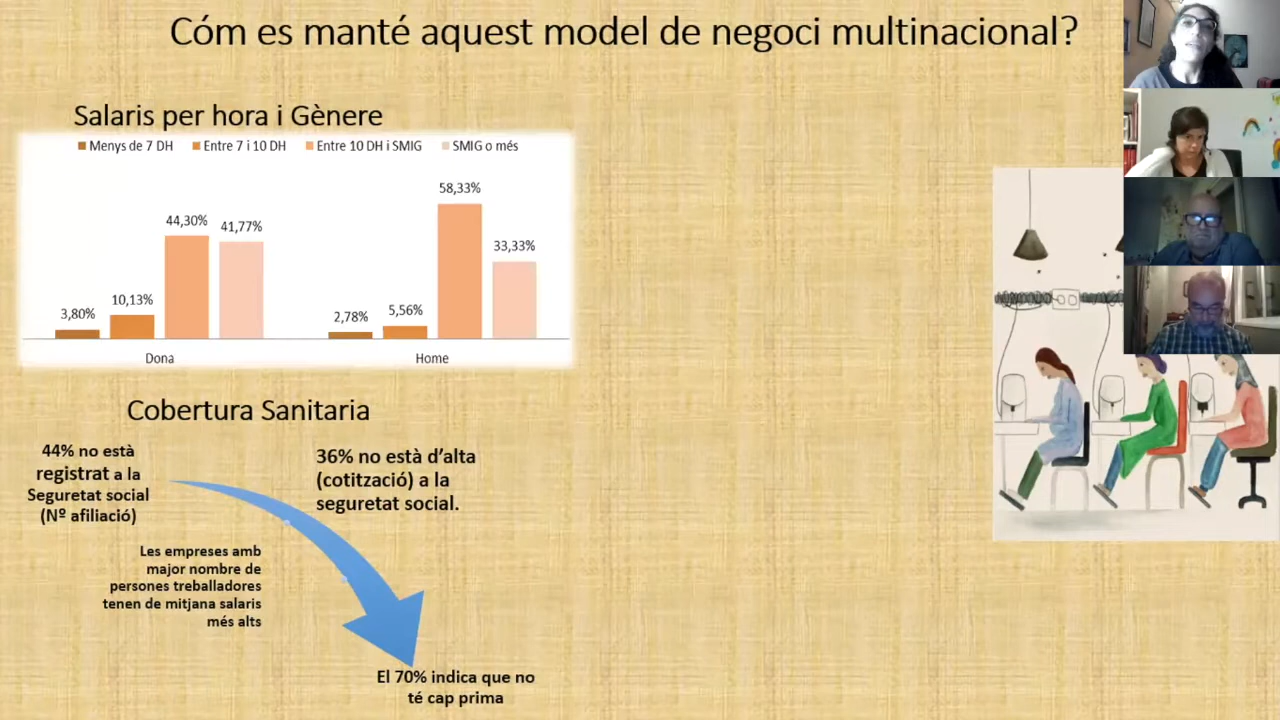 Cóm es manté aquest model de negoci multinacional?
Salaris per hora i Gènere
Menys de 7 DH Entre 7 i 10 DH Entre 10 DH i SMIG SMIG o més
3,80% 10,13% 44,30% 41,77% 2,78% 5,56% 58,33% 33,33%
Dona Home
Cobertura Sanitaria
44% no està
registrat a la
Seguretat social
(Nº afiliació)
36% no està d’alta
(cotització) a la
seguretat social.
Les empreses amb
major nombre de
persones treballadores
tenen de mitjana salaris
més alts
El 70% indica que no
té cap prima